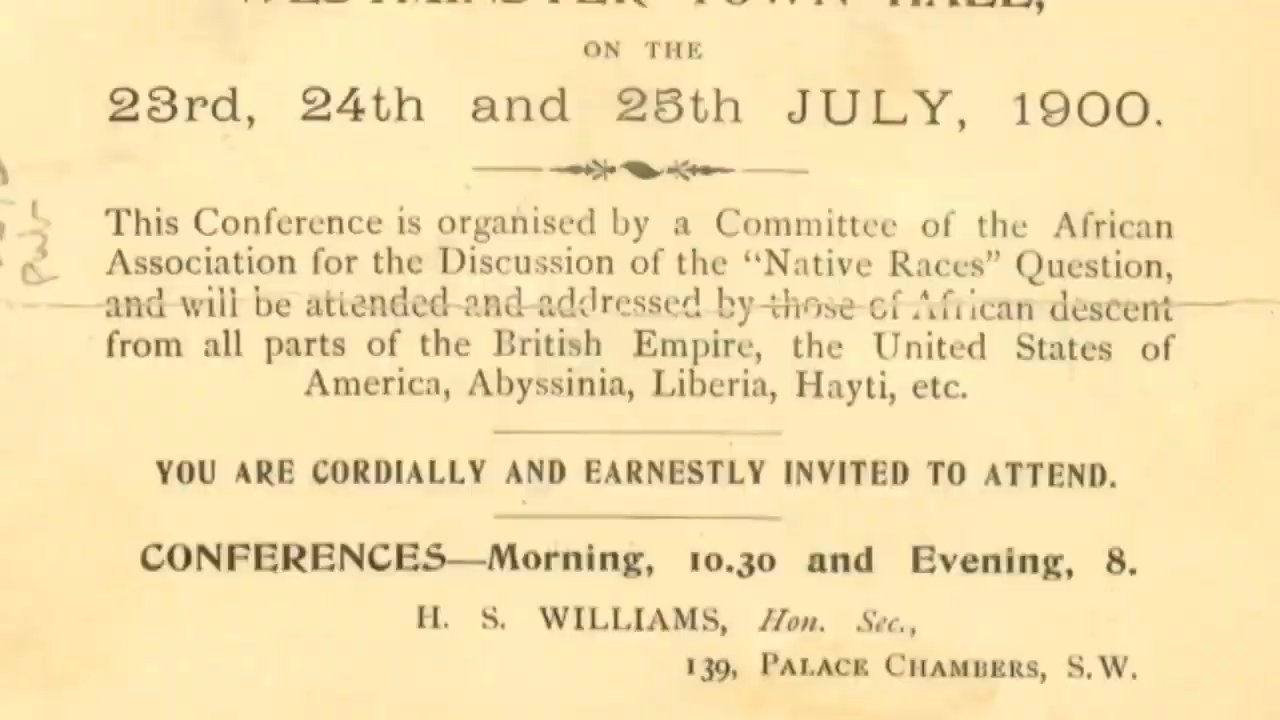 WESTMINSTER TOWN HALL,
ON THE
23rd, 24th and 25th JULY, 1900.
This Conference is organised by a Committee of the African
Association for the Discussion of the “Native Races” Question,
and will be attended and addressed by those of African descent
from all parts of the British Empire, the United States of
America, Abyssinia, Liberia, Hayti, etc.
YOU ARE CORDIALLY AND EARNESTLY INVITED TO ATTEND.
CONFERENCES—Morning, 10.30 and Evening, 8.
H. S. WILLIAMS, Hon. Sec.,
139, PALACE CHAMBERS, S.W.